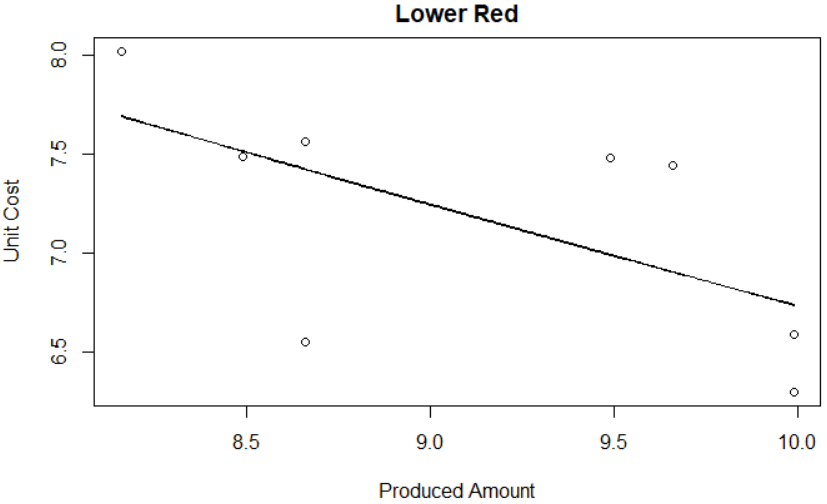 Lower Red
8.0
7.5
7.0
6.5
Unit Cost
8.5 9.0 9.5 10.0
Produced Amount